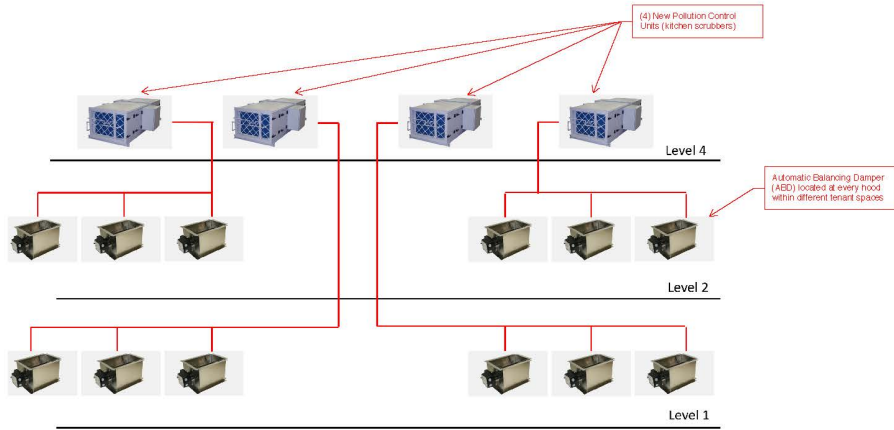 (4) New Pollution Control
Units (kitchen scrubbers)
Level 4
Automatic Balancing Damper
(ABD) located at every hood
within different tenant spaces
Level 2
Level 1